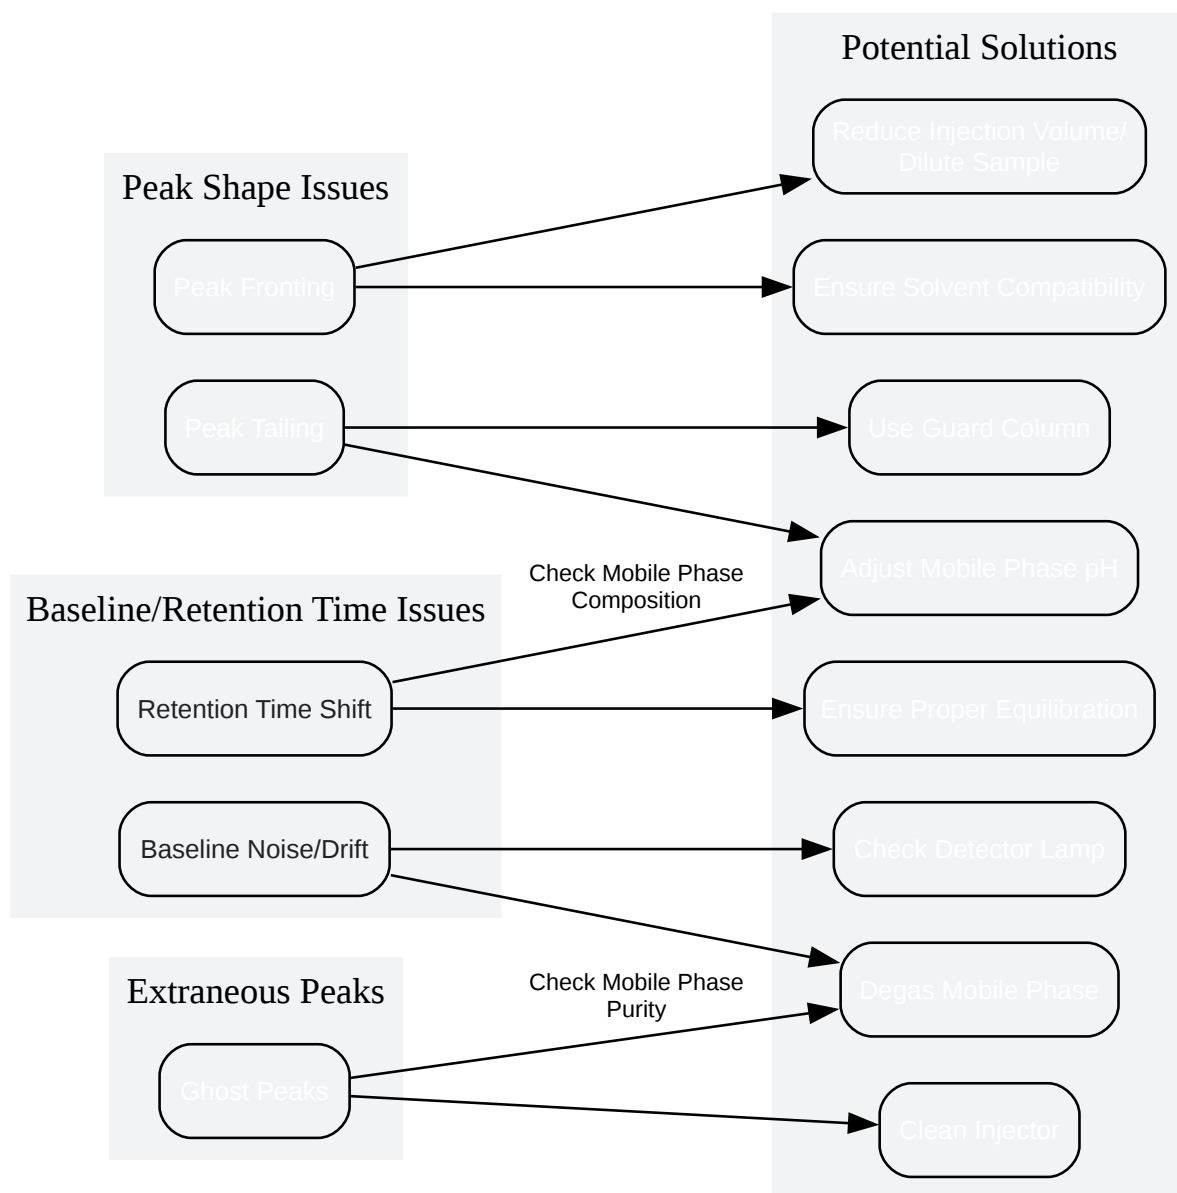 Potential Solutions
Reduce Injection Volume/
Dilute Sample
Peak Shape Issues
Peak Fronting
Ensure Solvent Compatibility
Peak Tailing
Use Guard Column
Adjust Mobile Phase pH
Check Mobile Phase
Composition
Baseline/Retention Time Issues
Retention Time Shift
Ensure Proper Equilibration
Baseline Noise/Drift
Check Detector Lamp
Extraneous Peaks
Check Mobile Phase
Purity
Degas Mobile Phase
Ghost Peaks
Clean Injector